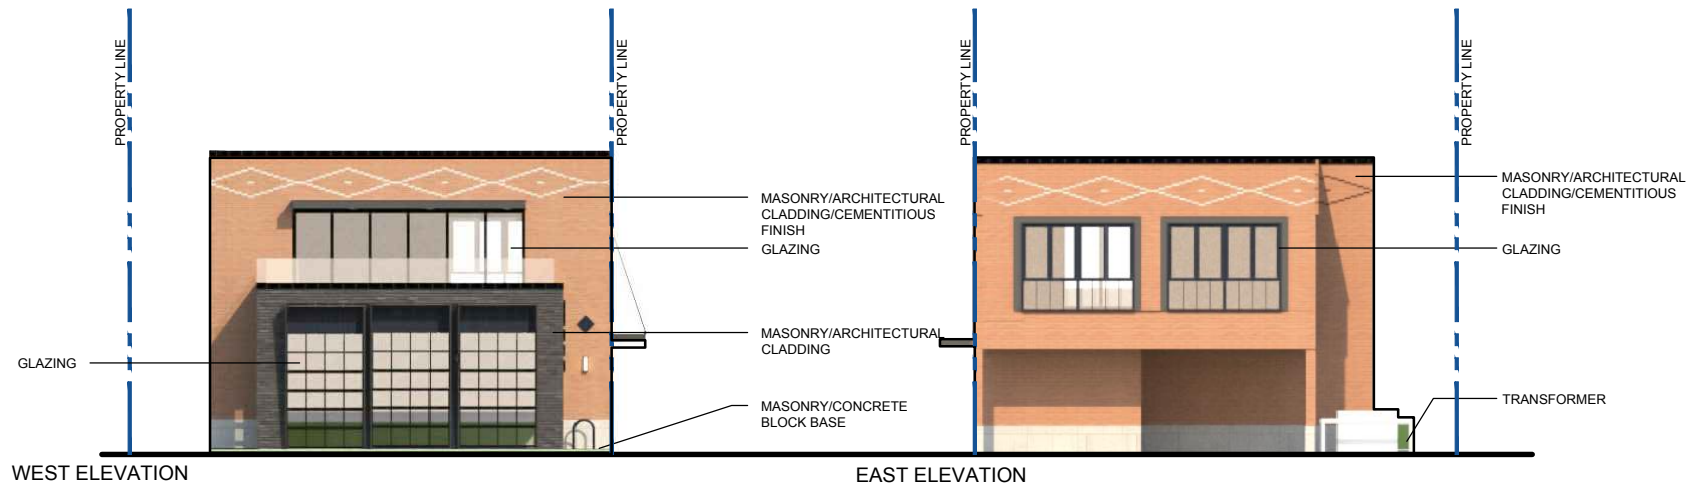 PROPERTY LINE
PROPERTY LINE
PROPERTY LINE
PROPERTY LINE
MASONRY/ARCHITECTURAL
CLADDING/CEMENTITIOUS
FINISH
GLAZING
MASONRY/ARCHITECTURAL
CLADDING
GLAZING
MASONRY/CONCRETE
BLOCK BASE
WEST ELEVATION
MASONRY/ARCHITECTURAL
CLADDING/CEMENTITIOUS
FINISH
GLAZING
TRANSFORMER
EAST ELEVATION